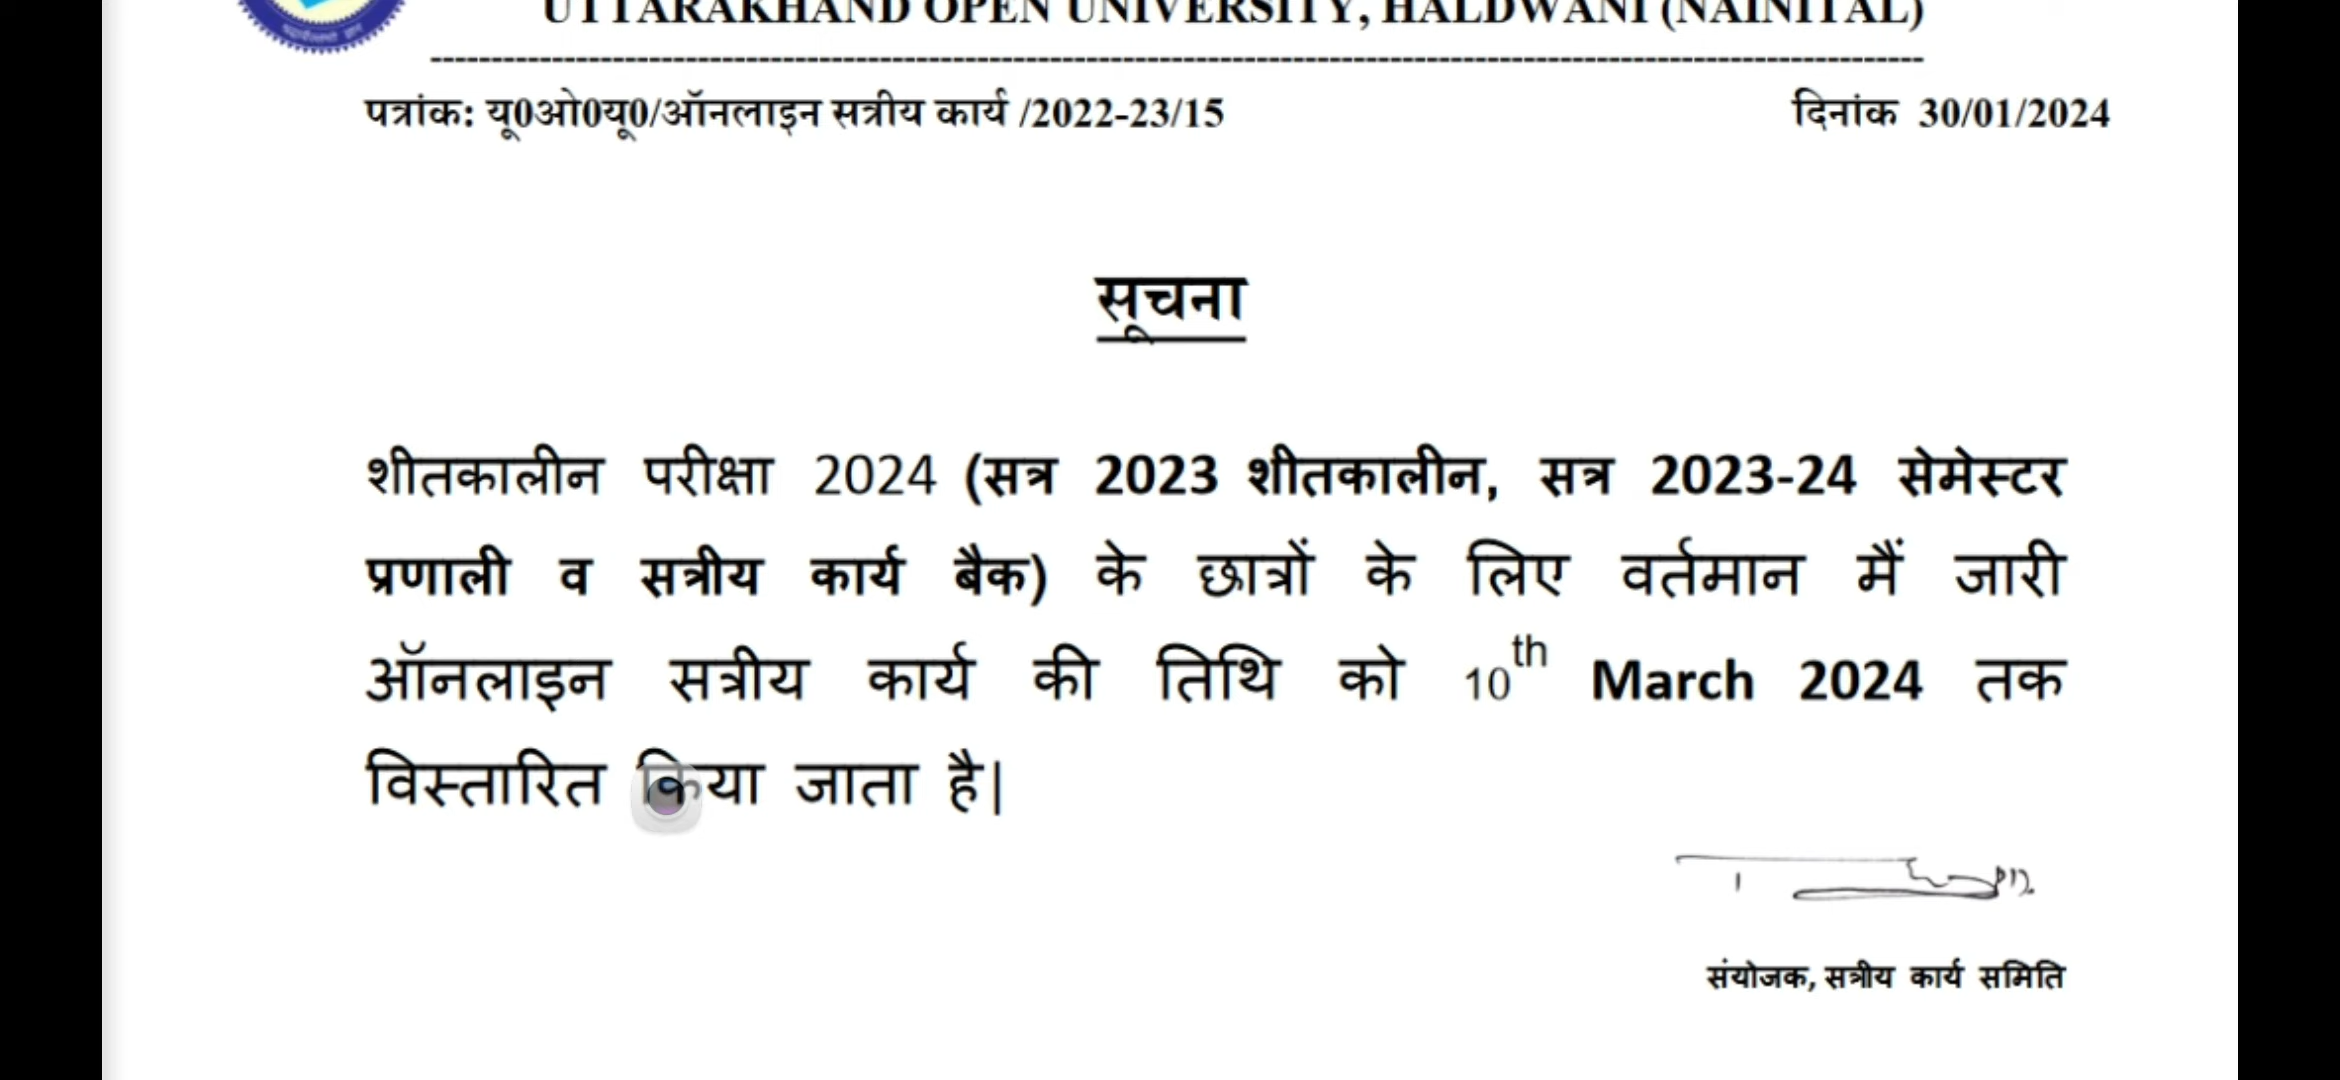 UTTARAKHAND OPEN UNIVERSITY, HALDWANI (NAINITAL)
पत्रांक: यू0ओ0यू0/ऑनलाइन सत्रीय कार्य /2022-23/15 दिनांक 30/01/2024
सूचना
शीतकालीन परीक्षा 2024 (सत्र 2023 शीतकालीन, सत्र 2023-24 सेमेस्टर
प्रणाली व सत्रीय कार्य बैक) के छात्रों के लिए वर्तमान मैं जारी
ऑनलाइन सत्रीय कार्य की तिथि को 10th March 2024 तक
विस्तारित किया जाता है|
संयोजक, सत्रीय कार्य समिति